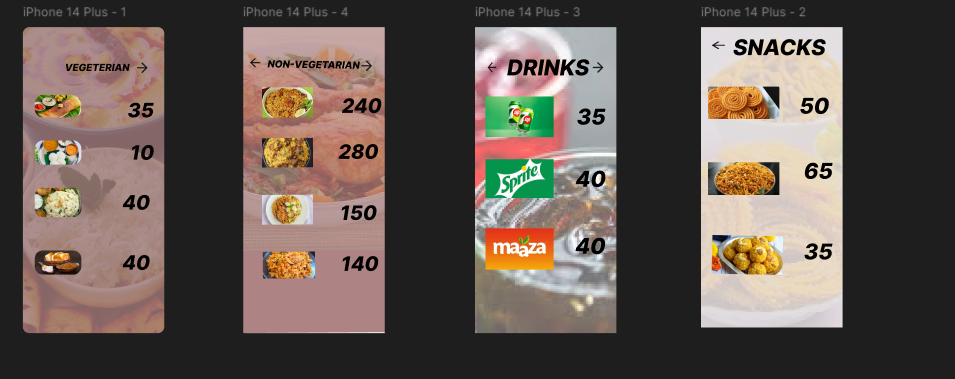 iPhone 14 Plus - 1
VEGETERIAN →
35
10
40
40
iPhone 14 Plus - 4
← NON-VEGETARIAN →
240
280
150
140
iPhone 14 Plus - 3
← DRINKS →
35
40
Sprite
40
maaza
iPhone 14 Plus - 2
← SNACKS
50
65
35